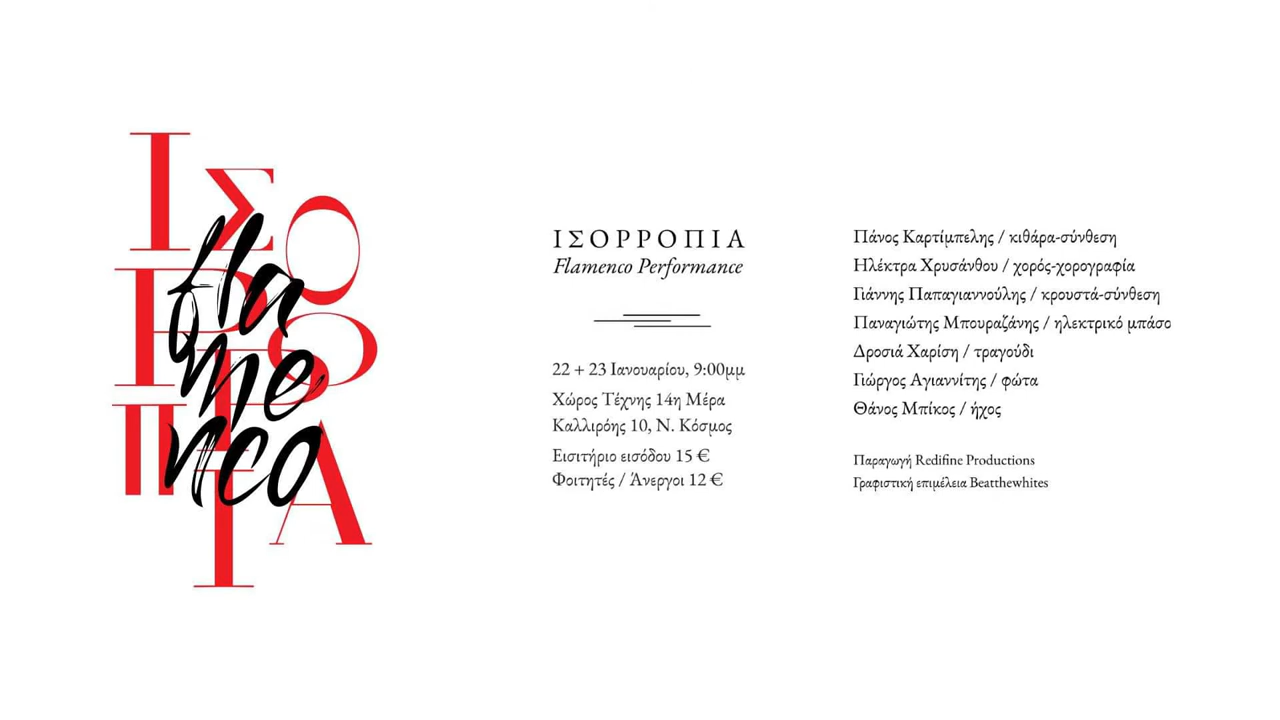 ΙΣΟΡΡΟΠΙΑ
flamenco
ΙΣΟΡΡΟΠΙΑ
Flamenco Performance
22 + 23 Ιανουαρίου, 9:00μμ
Χώρος Τέχνης 14η Μέρα
Καλλιρόης 10, Ν. Κόσμος
Εισιτήριο εισόδου 15 €
Φοιτητές / Άνεργοι 12 €
Πάνος Καρτίμπελης / κιθάρα-σύνθεση
Ηλέκτρα Χρυσάνθου / χορός-χορογραφία
Γιάννης Παπαγιαννούλης / κρουστά-σύνθεση
Παναγιώτης Μπουραζάνης / ηλεκτρικό μπάσο
Δροσιά Χαρίση / τραγούδι
Γιώργος Αγιαννίτης / φώτα
Θάνος Μπίκος / ήχος
Παραγωγή Redifine Productions
Γραφιστική επιμέλεια Beatthewhites